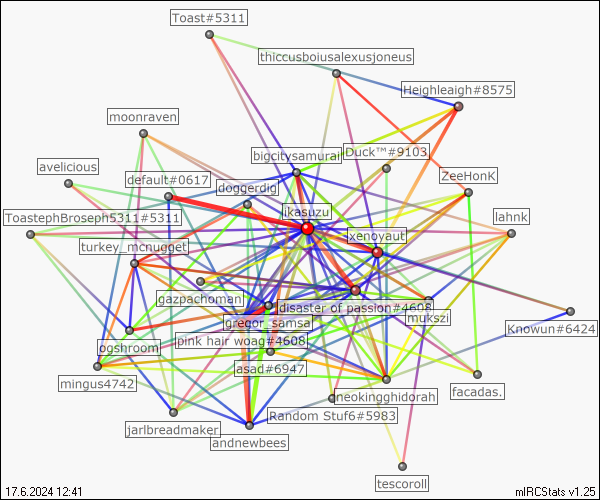 Toast#5311
thiccusboiusalexusjoneus
Heighleaigh#8575
moonraven
bigcitysamurai
Duck™#9103
avelicious
default#0617
doggerdig
ZeeHonK
ToastephBroseph5311#5311
ikasuzu
lahnk
turkey_mcnugget
xenoyaut
gazpachoman
disaster of passion#4608
mukszi
gregor_samsa
Knowun#6424
pink hair woag#4608
ogshroom
asad#6947
mingus4742
neokingghidorah
facadas.
Random Stuf6#5983
jarlbreadmaker
andnewbees
tescoroll
17.6.2024 12:41
mIRCStats v1.25